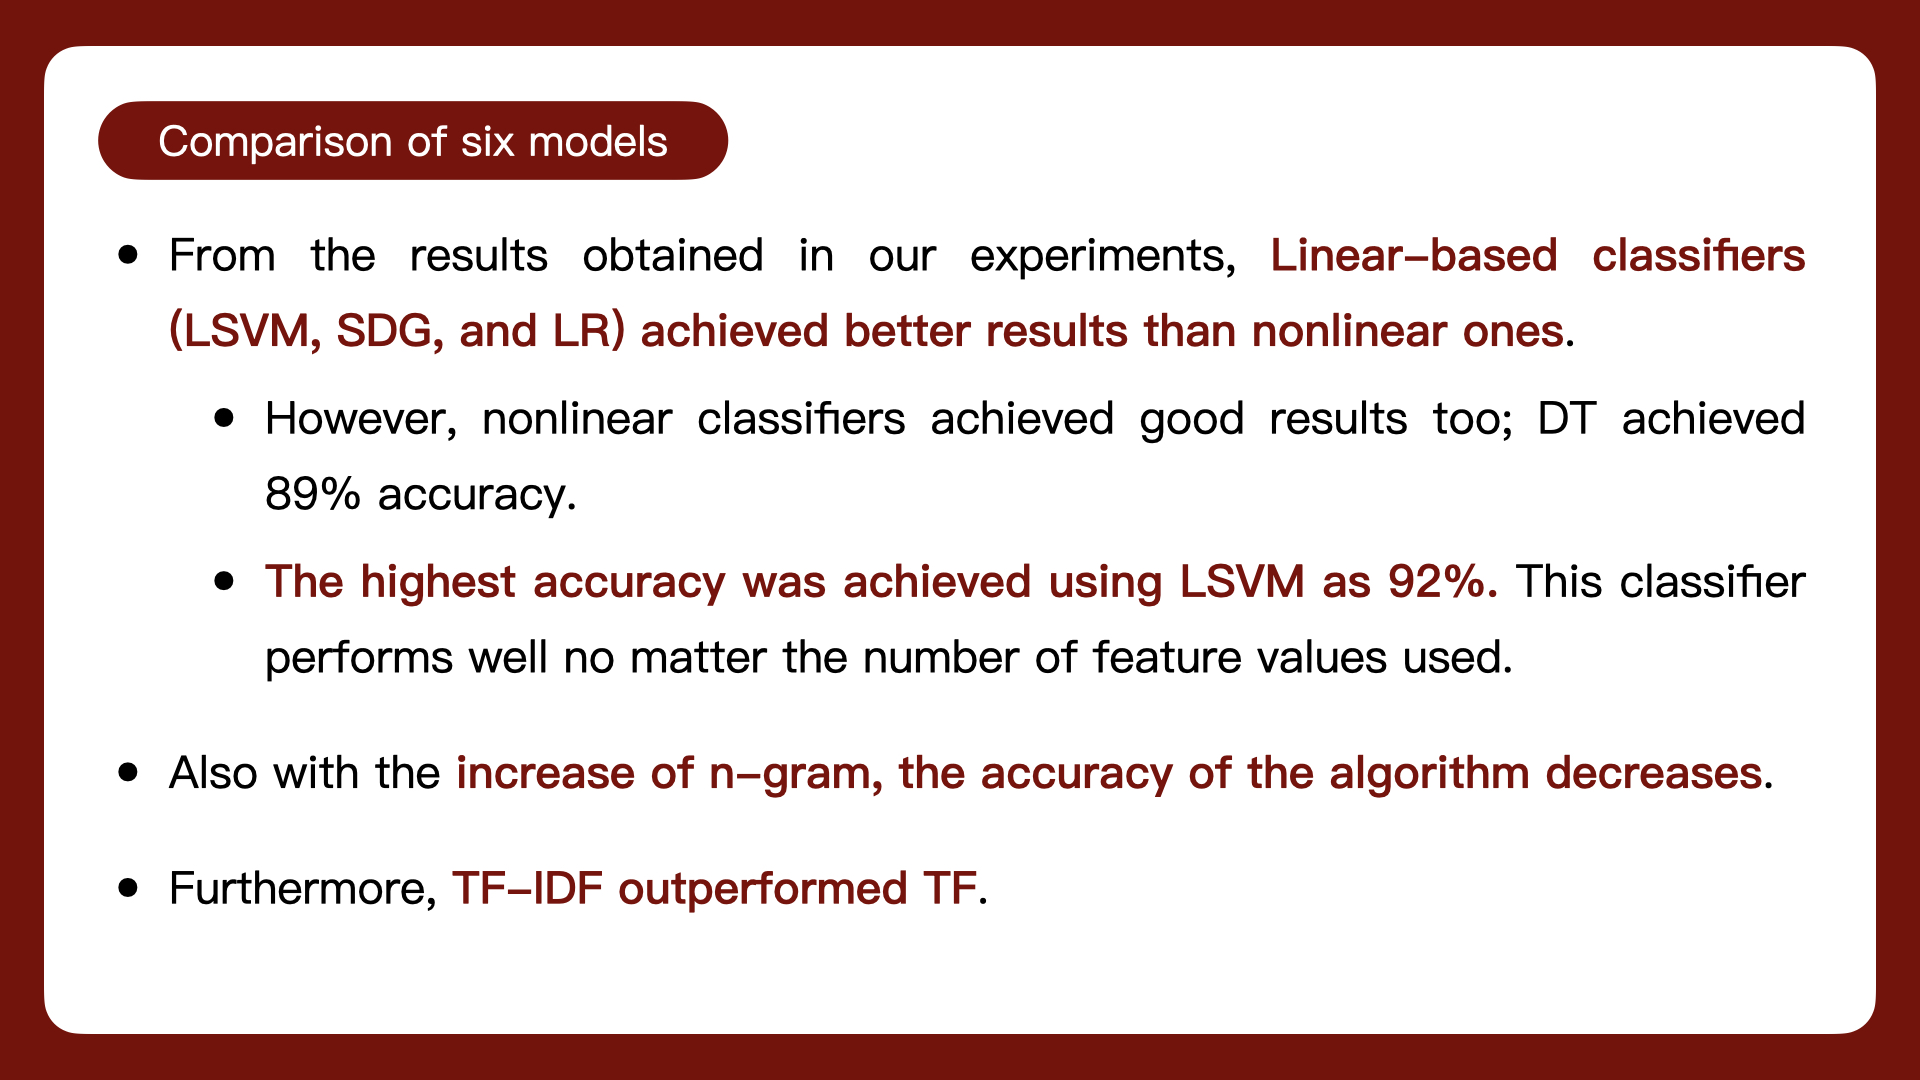 Comparison of six models
• From the results obtained in our experiments, Linear-based classifiers
(LSVM, SDG, and LR) achieved better results than nonlinear ones.
• However, nonlinear classifiers achieved good results too; DT achieved
89% accuracy.
• The highest accuracy was achieved using LSVM as 92%. This classifier
performs well no matter the number of feature values used.
• Also with the increase of n-gram, the accuracy of the algorithm decreases.
• Furthermore, TF-IDF outperformed TF.